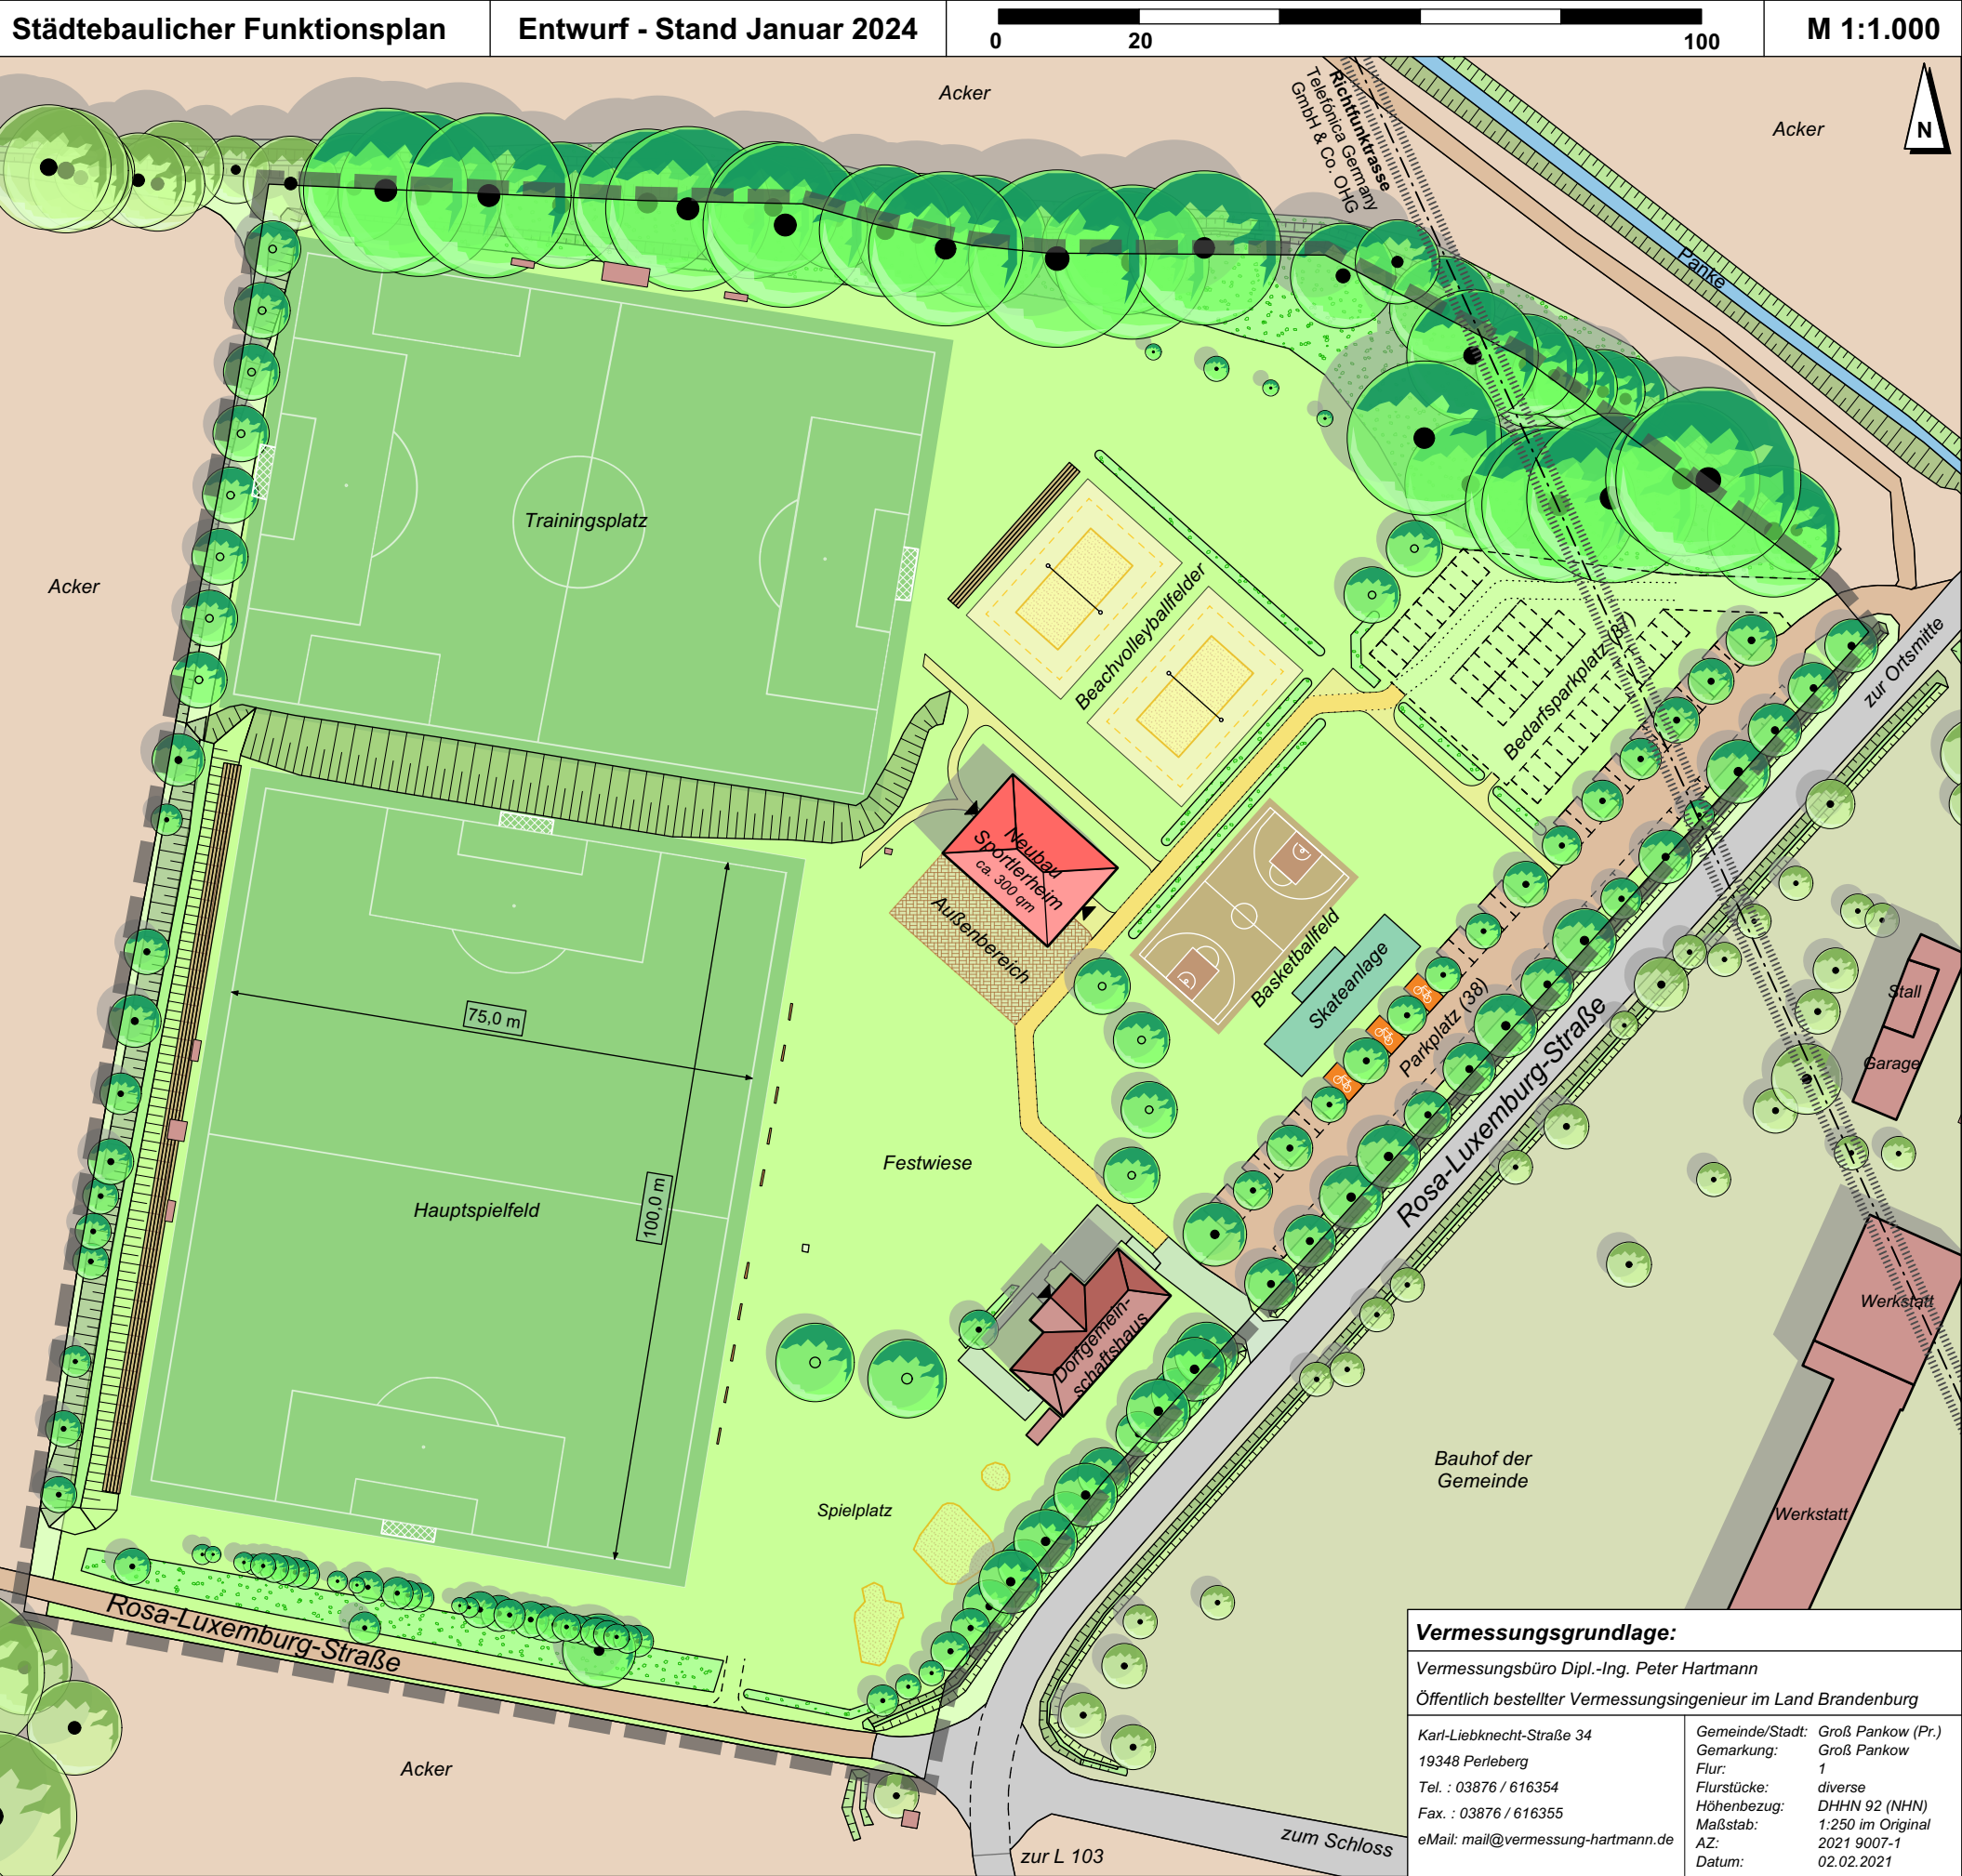 Städtebaulicher Funktionsplan
Entwurf - Stand Januar 2024
0
20
100
M 1:1.000
Acker
Richtfunktrasse
Telefónica Germany
GmbH & Co. OHG
Acker
N
Panke
Trainingsplatz
Acker
Beachvolleyballfelder
Bedarfsparkplatz
zur Ortsmitte
Neubau
Sportlerheim
ca. 300 qm
Außenbereich
Basketballfeld
Skateanlage
Parkplatz (38)
Rosa-Luxemburg-Straße
Stall
Garage
75,0 m
100,0 m
Festwiese
Hauptspielfeld
Dorfgemein-
schaftshaus
Werkstatt
Bauhof der
Gemeinde
Werkstatt
Spielplatz
Rosa-Luxemburg-Straße
Acker
zur L 103
zum Schloss
Vermessungsgrundlage:
Vermessungsbüro Dipl.-Ing. Peter Hartmann
Öffentlich bestellter Vermessungsingenieur im Land Brandenburg
Karl-Liebknecht-Straße 34
19348 Perleberg
Tel. : 03876 / 616354
Fax. : 03876 / 616355
eMail: mail@vermessung-hartmann.de
Gemeinde/Stadt: Groß Pankow (Pr.)
Gemarkung: Groß Pankow
Flur: 1
Flurstücke: diverse
Höhenbezug: DHHN 92 (NHN)
Maßstab: 1:250 im Original
AZ: 2021 9007-1
Datum: 02.02.2021